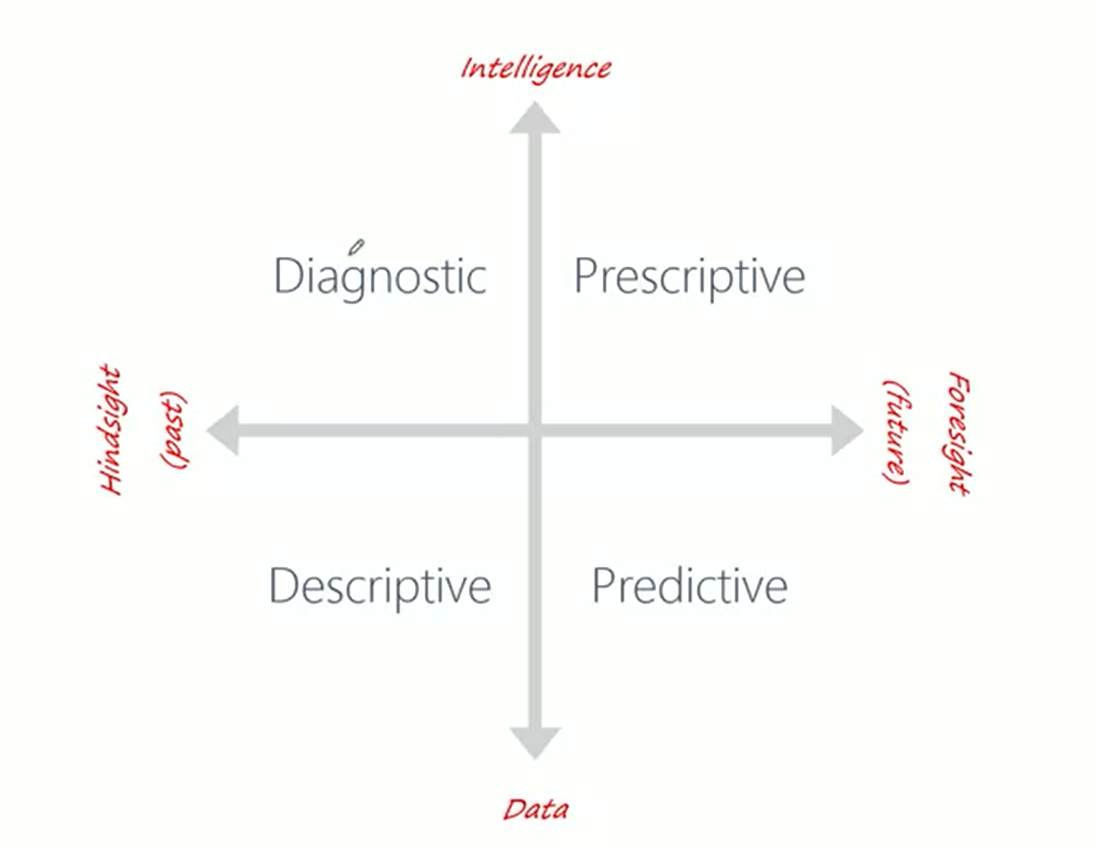 Intelligence
Diagnostic
Prescriptive
Hindsight
(past)
(future)
Foresight
Descriptive
Predictive
Data